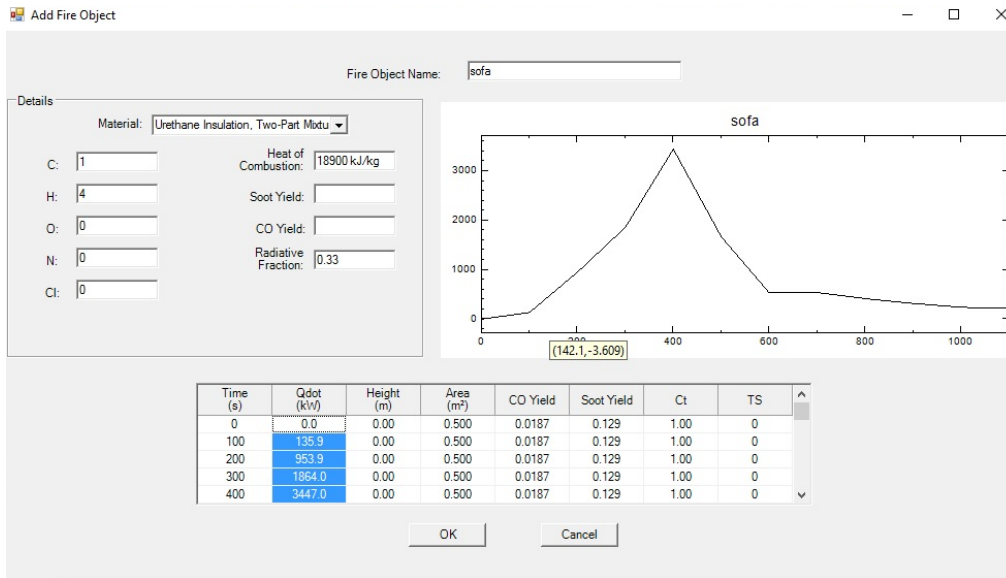 Add Fire Object
Fire Object Name: sofa
Details
Material: Urethane Insulation, Two-Part Mixtu
C: 1
Heat of Combustion: 18900 kJ/kg
H: 4
Soot Yield:
O: 0
CO Yield:
N: 0
Radiative Fraction: 0.33
Cl: 0
sofa
3000
2000
1000
0
0 200 400 600 800 1000
(142.1,-3.609)
Time (s) Qdot (kW) Height (m) Area (m²) CO Yield Soot Yield Ct TS
0 0.0 0.00 0.500 0.0187 0.129 1.00 0
100 135.9 0.00 0.500 0.0187 0.129 1.00 0
200 953.9 0.00 0.500 0.0187 0.129 1.00 0
300 1864.0 0.00 0.500 0.0187 0.129 1.00 0
400 3447.0 0.00 0.500 0.0187 0.129 1.00 0
OK Cancel